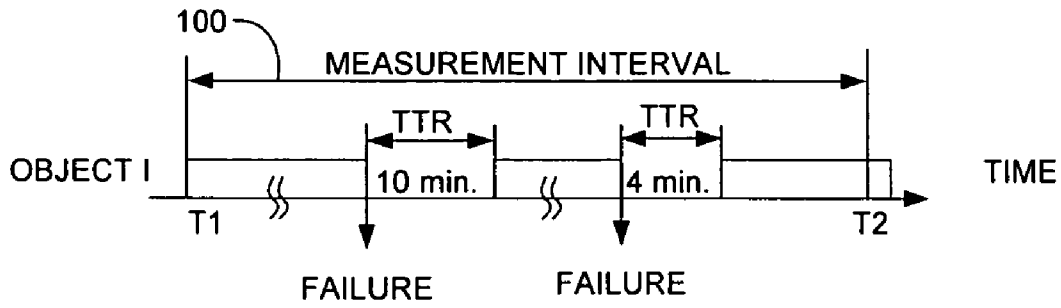 100
MEASUREMENT INTERVAL
TTR TTR
OBJECT I 10 min. 4 min. TIME
T1 T2
FAILURE FAILURE